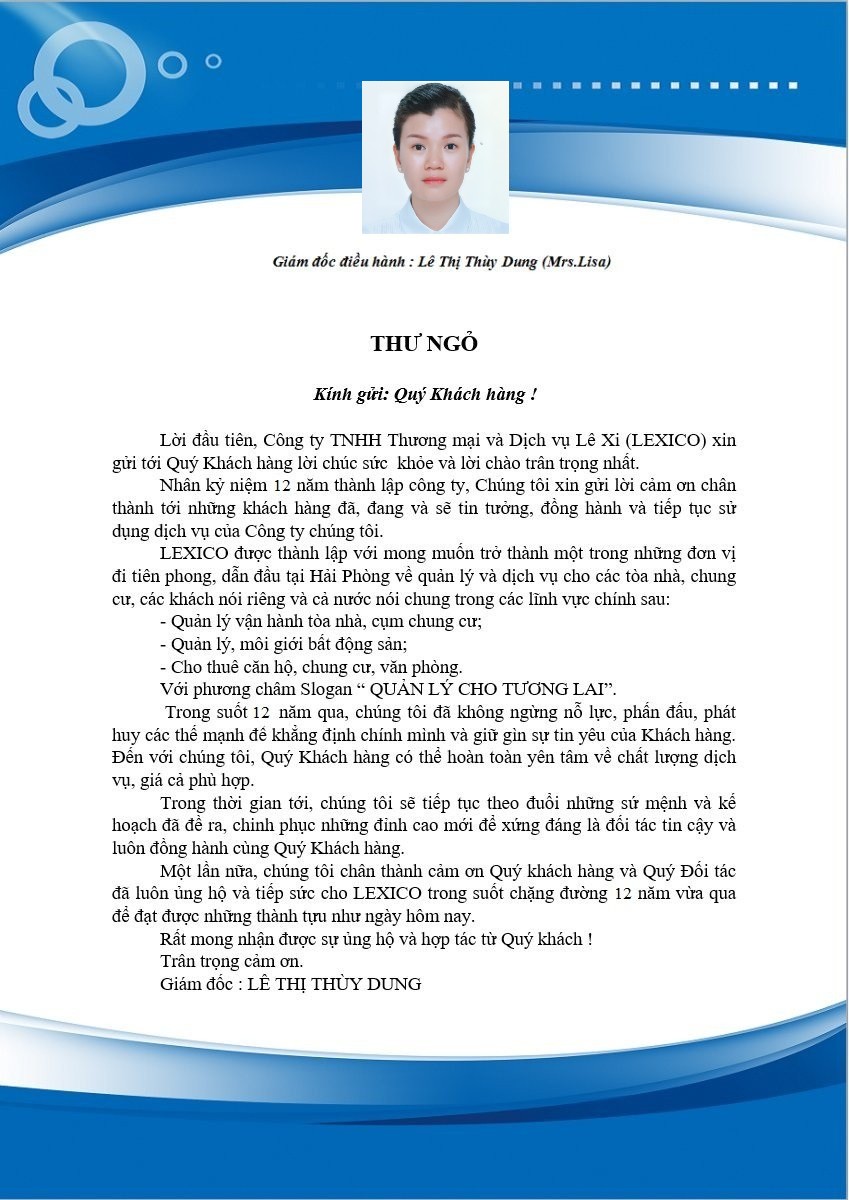 Giám đốc điều hành : Lê Thị Thùy Dung (Mrs.Lisa)
THƯ NGỎ
Kính gửi: Quý Khách hàng !
Lời đầu tiên, Công ty TNHH Thương mại và Dịch vụ Lê Xi (LEXICO) xin
gửi tới Quý Khách hàng lời chúc sức khỏe và lời chào trân trọng nhất.
Nhân kỷ niệm 12 năm thành lập công ty, Chúng tôi xin gửi lời cảm ơn chân
thành tới những khách hàng đã, đang và sẽ tin tưởng, đồng hành và tiếp tục sử
dụng dịch vụ của Công ty chúng tôi.
LEXICO được thành lập với mong muốn trở thành một trong những đơn vị
đi tiên phong, dẫn đầu tại Hải Phòng về quản lý và dịch vụ cho các tòa nhà, chung
cư, các khách nói riêng và cả nước nói chung trong các lĩnh vực chính sau:
- Quản lý vận hành tòa nhà, cụm chung cư;
- Quản lý, môi giới bất động sản;
- Cho thuê căn hộ, chung cư, văn phòng.
Với phương châm Slogan “ QUẢN LÝ CHO TƯƠNG LAI”.
Trong suốt 12 năm qua, chúng tôi đã không ngừng nỗ lực, phấn đấu, phát
huy các thế mạnh để khẳng định chính mình và giữ gìn sự tin yêu của Khách hàng.
Đến với chúng tôi, Quý Khách hàng có thể hoàn toàn yên tâm về chất lượng dịch
vụ, giá cả phù hợp.
Trong thời gian tới, chúng tôi sẽ tiếp tục theo đuổi những sứ mệnh và kế
hoạch đã đề ra, chinh phục những đỉnh cao mới để xứng đáng là đối tác tin cậy và
luôn đồng hành cùng Quý Khách hàng.
Một lần nữa, chúng tôi chân thành cảm ơn Quý khách hàng và Quý Đối tác
đã luôn ủng hộ và tiếp sức cho LEXICO trong suốt chặng đường 12 năm vừa qua
để đạt được những thành tựu như ngày hôm nay.
Rất mong nhận được sự ủng hộ và hợp tác từ Quý khách !
Trân trọng cảm ơn.
Giám đốc : LÊ THỊ THÙY DUNG